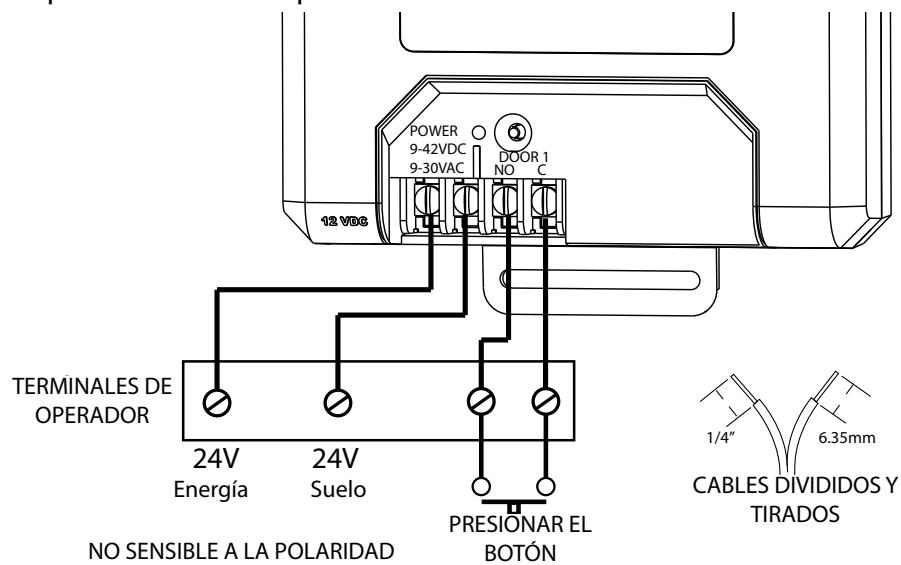 POWER
9-42VDC
9-30VAC
DOOR 1
NO
C
12 VDC
TERMINALES DE
OPERADOR
24V
Energía
24V
Suelo
PRESIONAR EL
BOTÓN
NO SENSIBLE A LA POLARIDAD
1/4"
6.35mm
CABLES DIVIDIDOS Y
TIRADOS